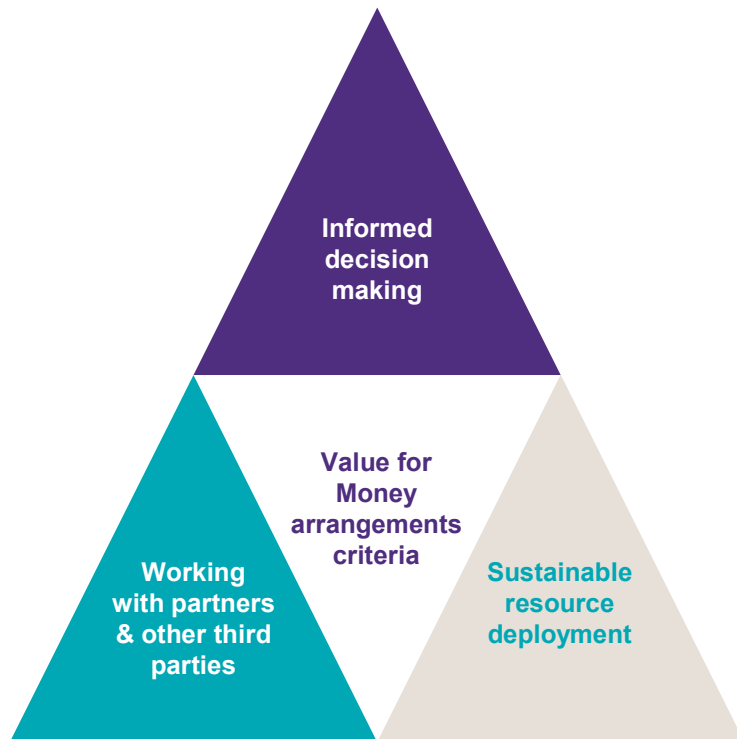 Informed
decision
making
Value for
Money
arrangements
criteria
Working
with partners
& other third
parties
Sustainable
resource
deployment